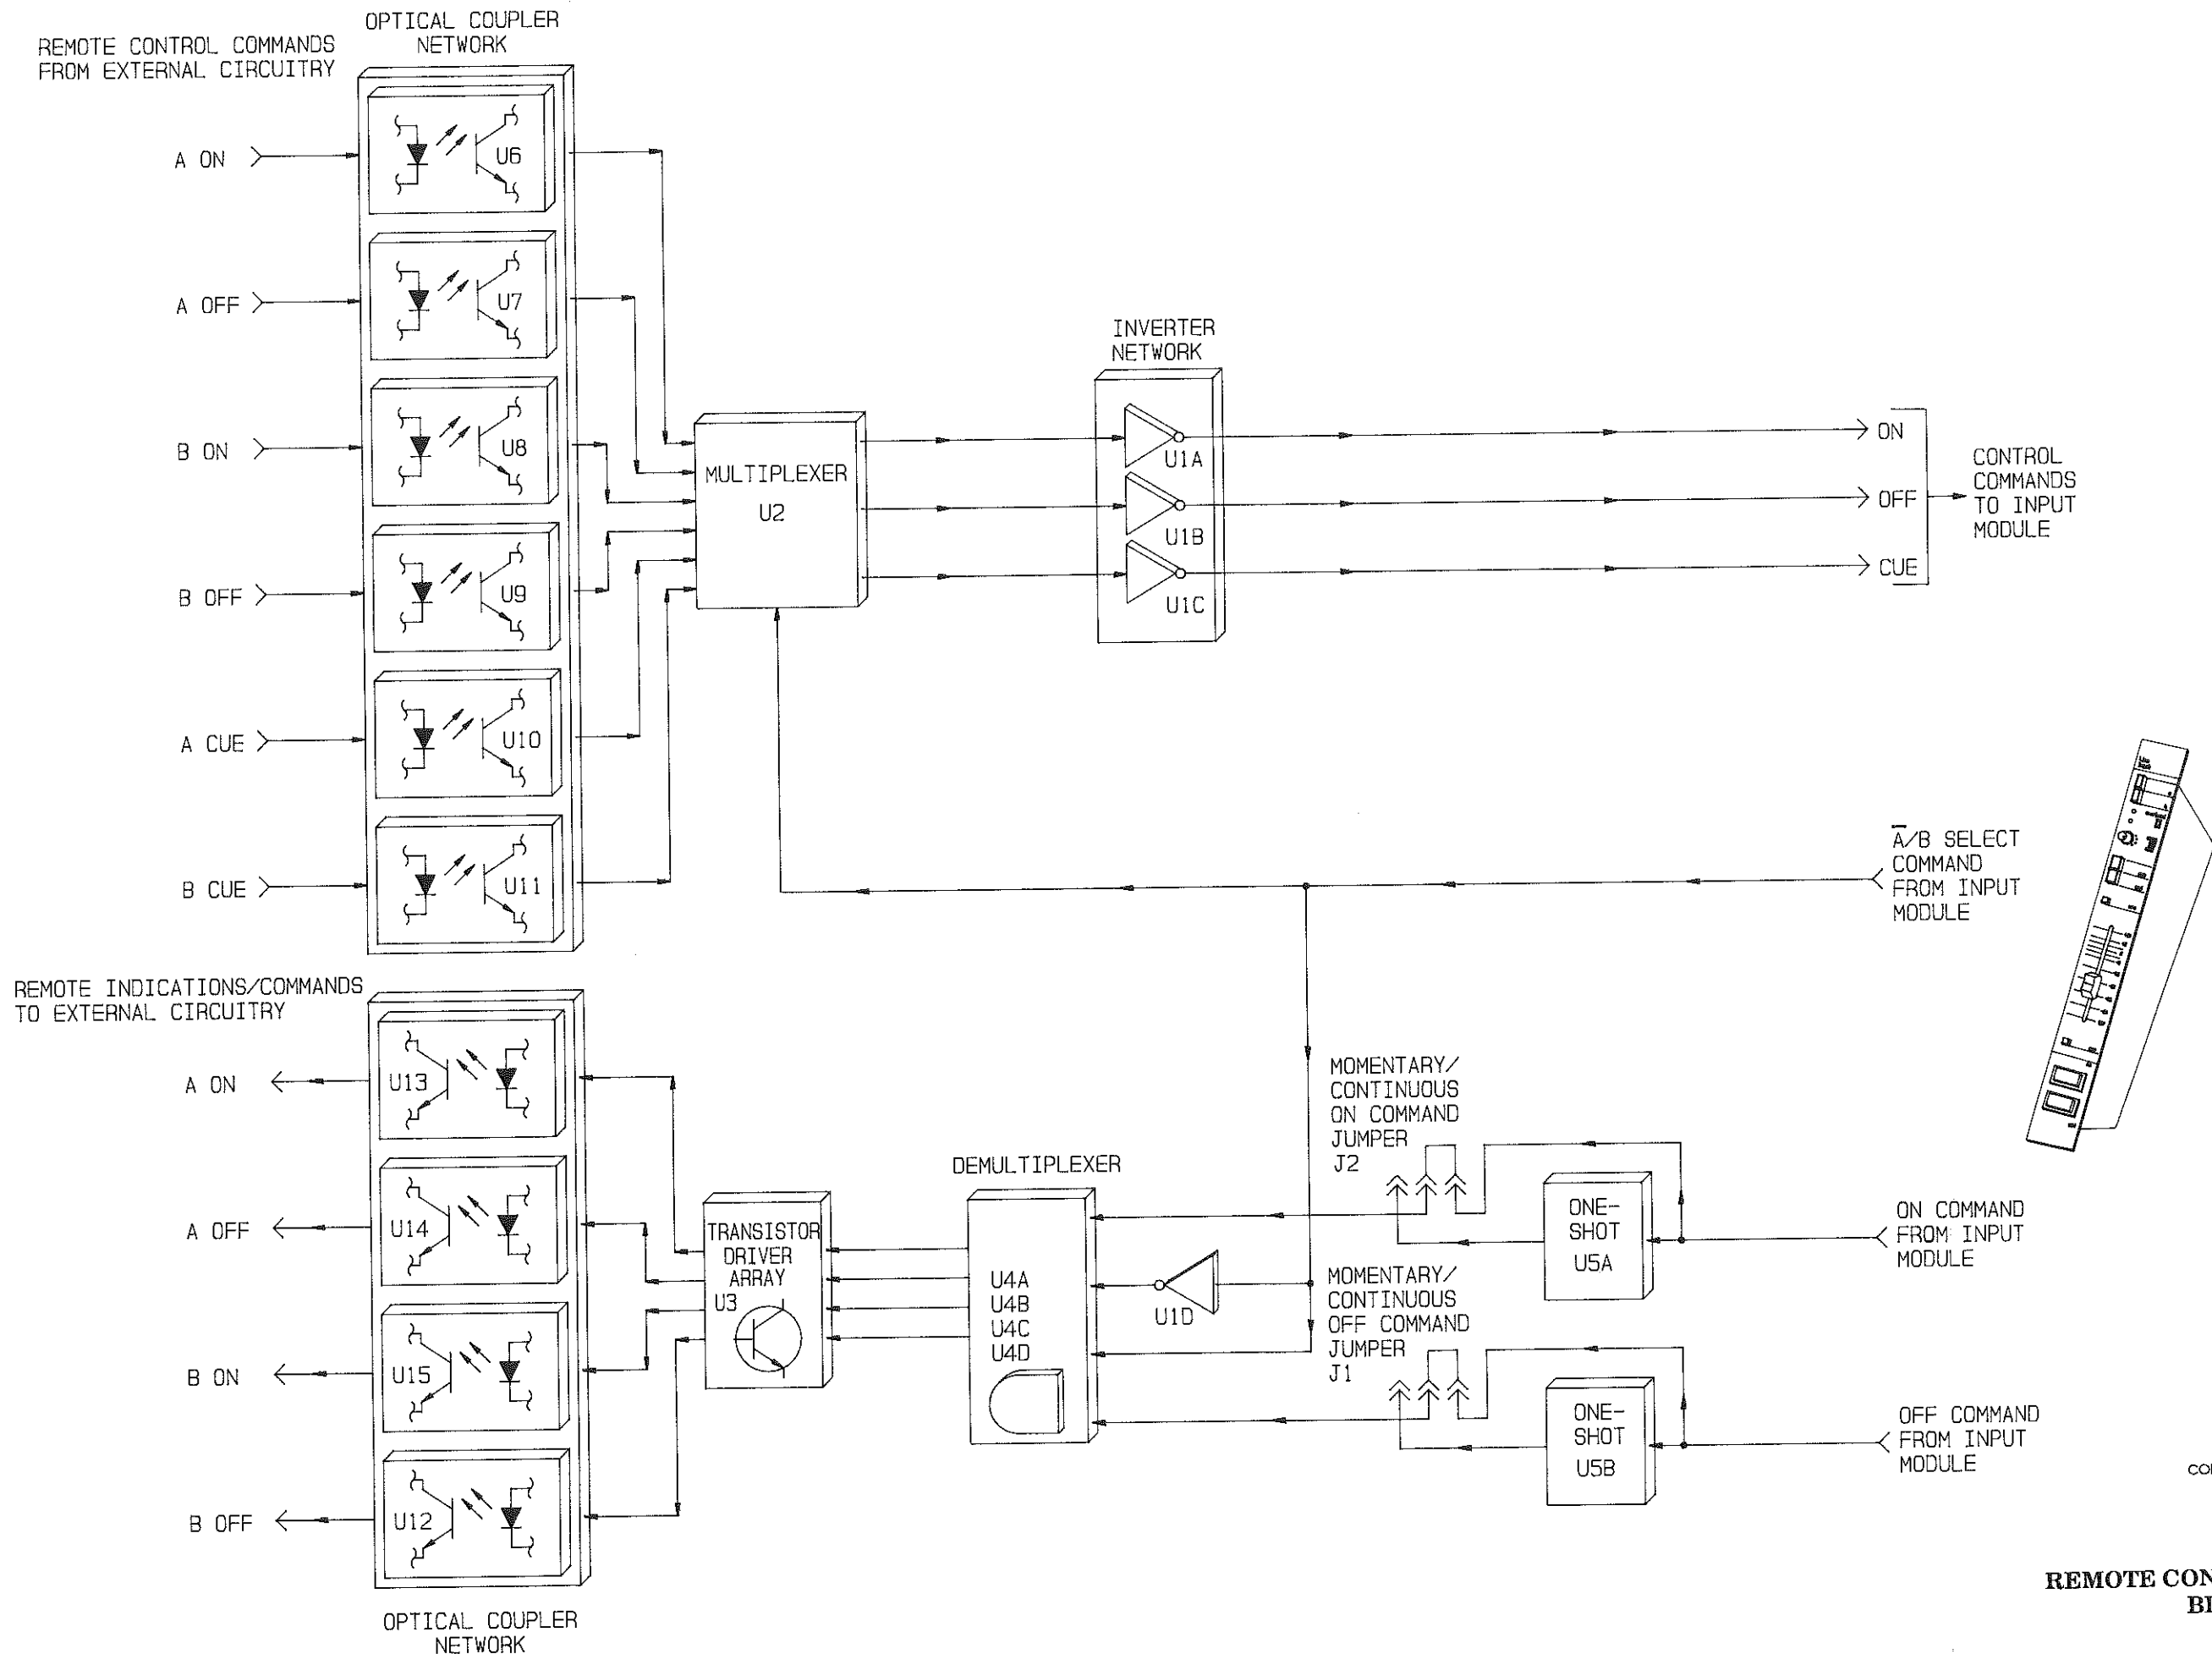 OPTICAL COUPLER
NETWORK
REMOTE CONTROL COMMANDS
FROM EXTERNAL CIRCUITRY
A ON
U6
A OFF
U7
B ON
U8
B OFF
U9
A CUE
U10
B CUE
U11
MULTIPLEXER
U2
INVERTER
NETWORK
U1A
U1B
U1C
ON
OFF
CUE
CONTROL
COMMANDS
TO INPUT
MODULE
A̅/B SELECT
COMMAND
FROM INPUT
MODULE
REMOTE INDICATIONS/COMMANDS
TO EXTERNAL CIRCUITRY
A ON
U13
A OFF
U14
B ON
U15
B OFF
U12
OPTICAL COUPLER
NETWORK
TRANSISTOR
DRIVER
ARRAY
U3
DEMULTIPLEXER
U4A
U4B
U4C
U4D
U1D
MOMENTARY/
CONTINUOUS
ON COMMAND
JUMPER
J2
MOMENTARY/
CONTINUOUS
OFF COMMAND
JUMPER
J1
ONE-
SHOT
U5A
ONE-
SHOT
U5B
ON COMMAND
FROM INPUT
MODULE
OFF COMMAND
FROM INPUT
MODULE
REMOTE